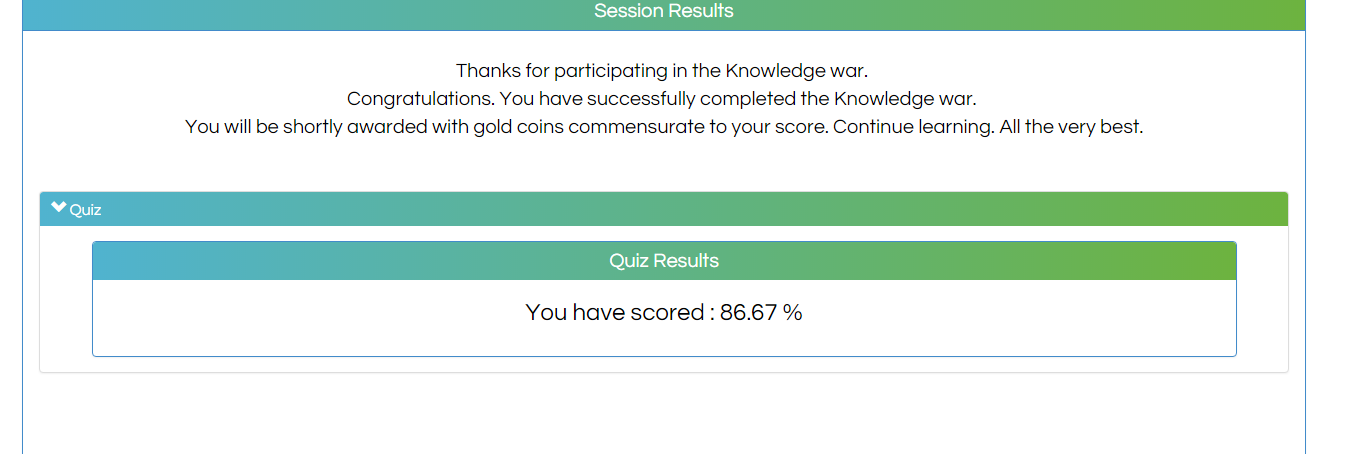 Session Results
Thanks for participating in the Knowledge war.
Congratulations. You have successfully completed the Knowledge war.
You will be shortly awarded with gold coins commensurate to your score. Continue learning. All the very best.
Quiz
Quiz Results
You have scored : 86.67 %